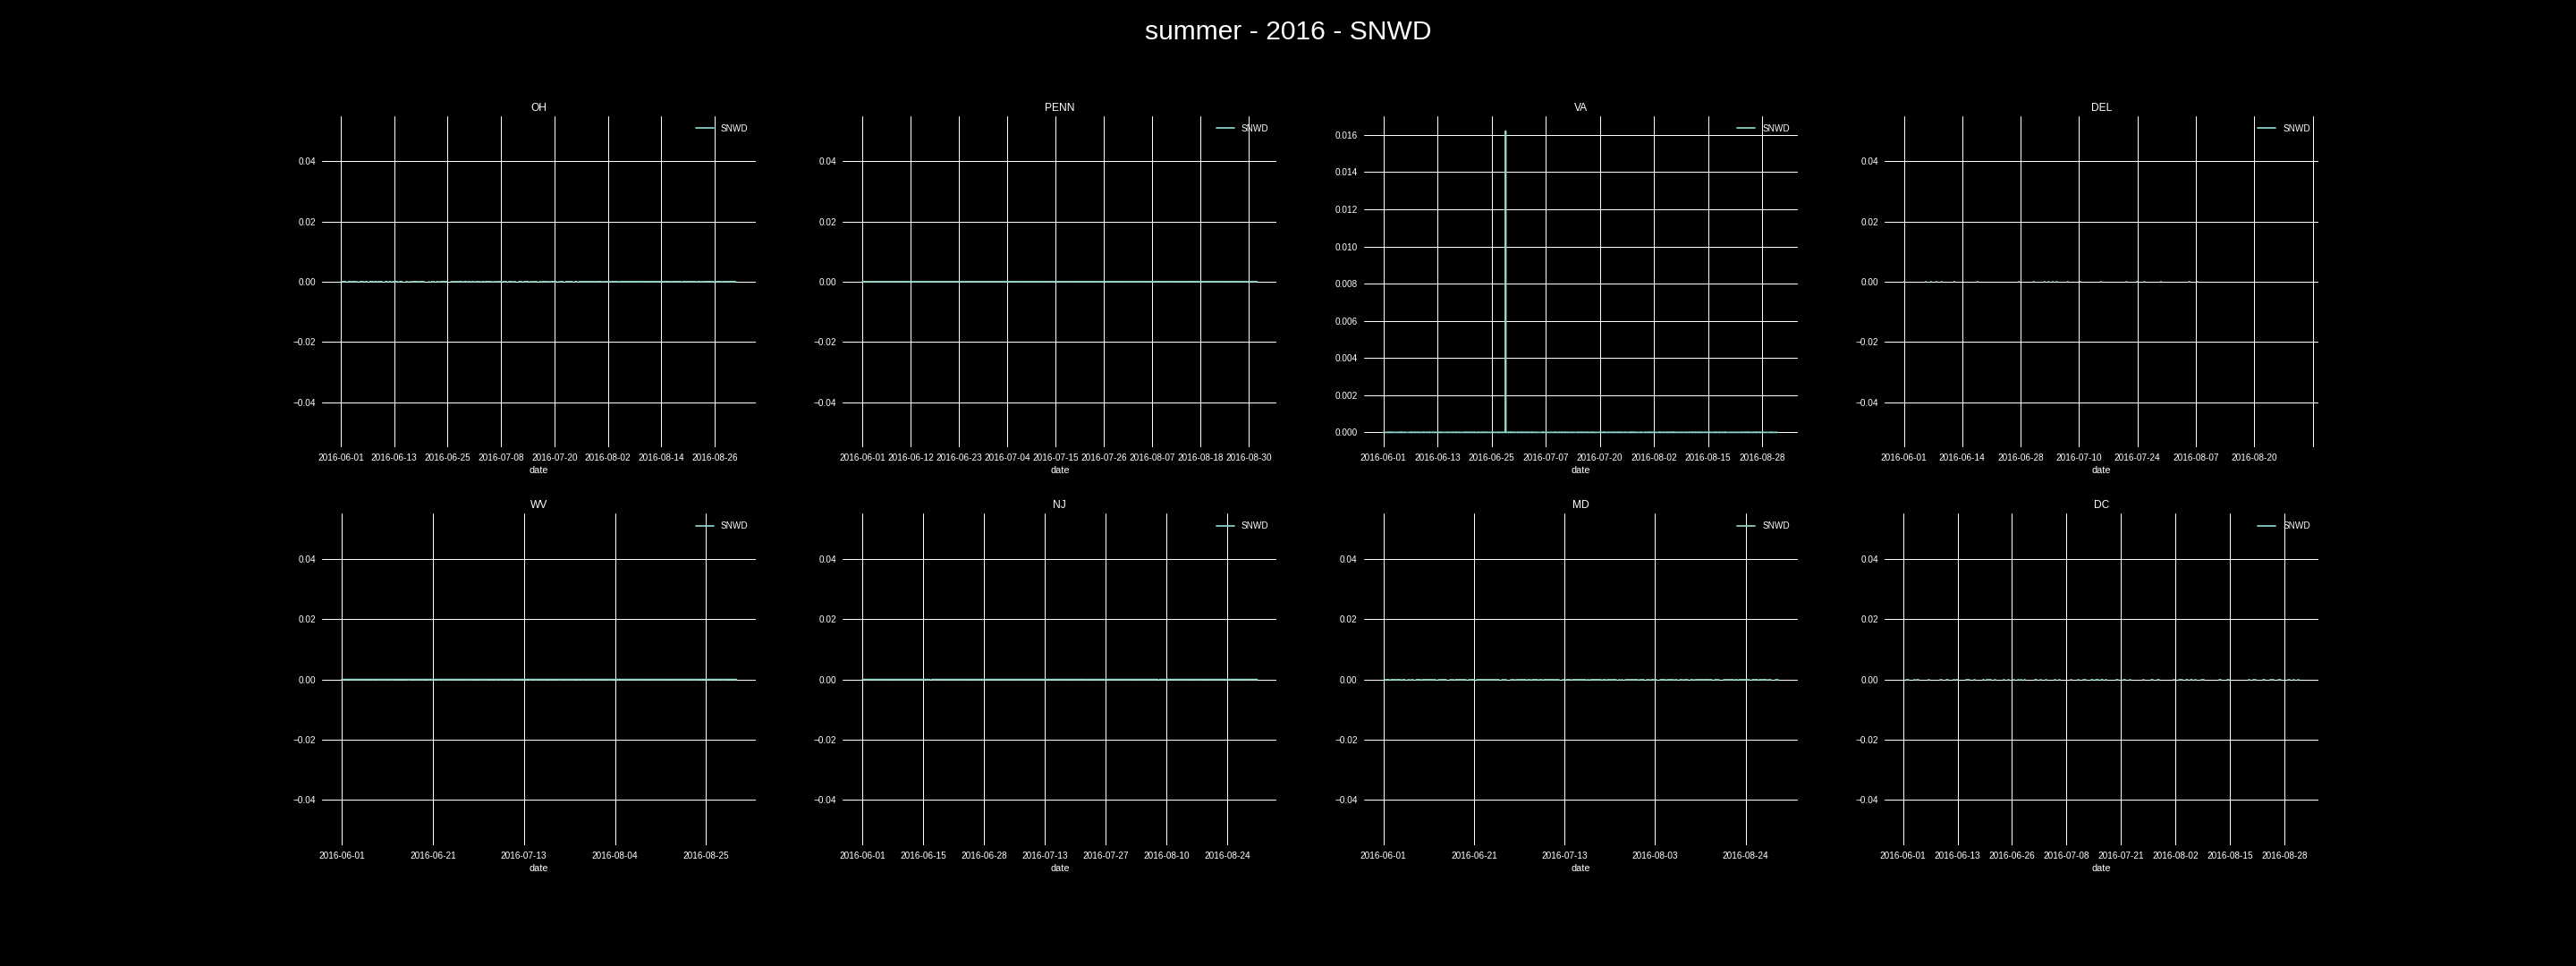 summer - 2016 - SNWD
OH
SNWD
0.04
0.02
0.00
−0.02
−0.04
2016-06-01 2016-06-13 2016-06-25 2016-07-08 2016-07-20 2016-08-02 2016-08-14 2016-08-26
date
PENN
SNWD
0.04
0.02
0.00
−0.02
−0.04
2016-06-01 2016-06-12 2016-06-23 2016-07-04 2016-07-15 2016-07-26 2016-08-07 2016-08-18 2016-08-30
date
VA
SNWD
0.016
0.014
0.012
0.010
0.008
0.006
0.004
0.002
0.000
2016-06-01 2016-06-13 2016-06-25 2016-07-07 2016-07-20 2016-08-02 2016-08-15 2016-08-28
date
DEL
SNWD
0.04
0.02
0.00
−0.02
−0.04
2016-06-01 2016-06-14 2016-06-28 2016-07-10 2016-07-24 2016-08-07 2016-08-20
date
WV
SNWD
0.04
0.02
0.00
−0.02
−0.04
2016-06-01 2016-06-21 2016-07-13 2016-08-04 2016-08-25
date
NJ
SNWD
0.04
0.02
0.00
−0.02
−0.04
2016-06-01 2016-06-15 2016-06-28 2016-07-13 2016-07-27 2016-08-10 2016-08-24
date
MD
SNWD
0.04
0.02
0.00
−0.02
−0.04
2016-06-01 2016-06-21 2016-07-13 2016-08-03 2016-08-24
date
DC
SNWD
0.04
0.02
0.00
−0.02
−0.04
2016-06-01 2016-06-13 2016-06-26 2016-07-08 2016-07-21 2016-08-02 2016-08-15 2016-08-28
date